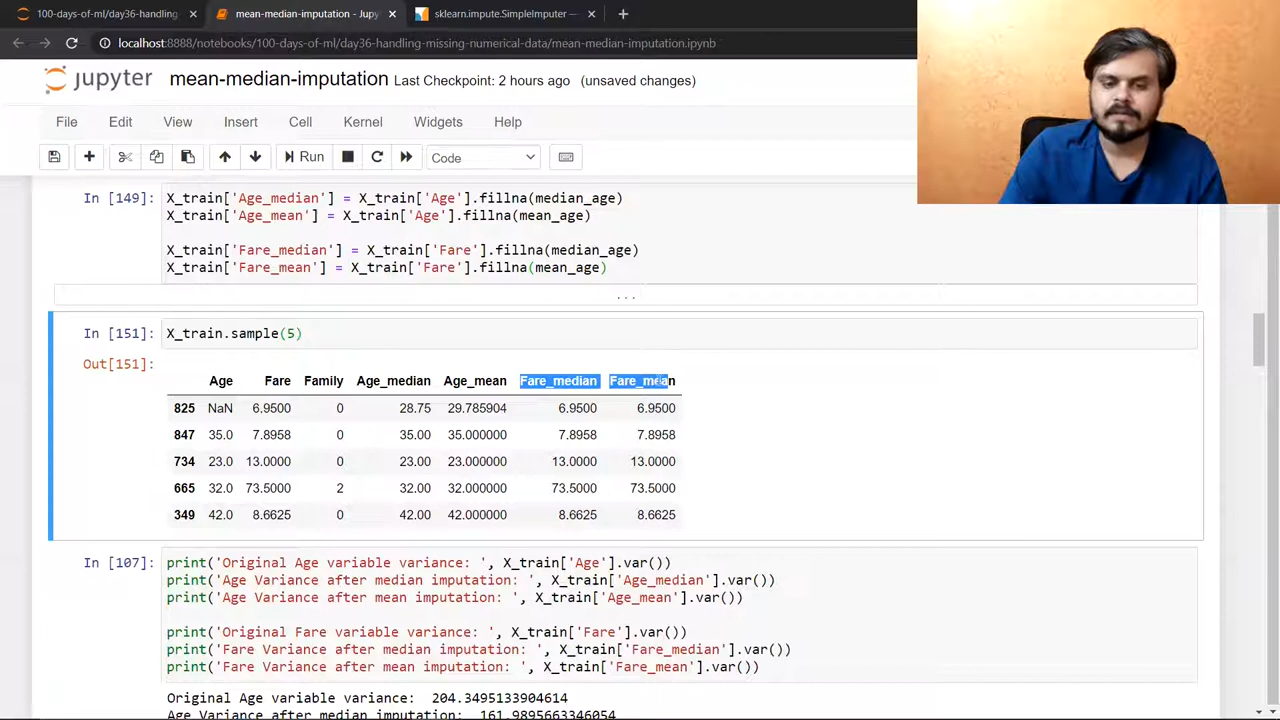 100-days-of-ml/day36-handling
mean-median-imputation - Jupy
sklearn.impute.SimpleImputer —
localhost:8888/notebooks/100-days-of-ml/day36-handling-missing-numerical-data/mean-median-imputation.ipynb
jupyter mean-median-imputation Last Checkpoint: 2 hours ago (unsaved changes)
File Edit View Insert Cell Kernel Widgets Help
Run Code
In [149]: X_train['Age_median'] = X_train['Age'].fillna(median_age)
X_train['Age_mean'] = X_train['Age'].fillna(mean_age)
X_train['Fare_median'] = X_train['Fare'].fillna(median_age)
X_train['Fare_mean'] = X_train['Fare'].fillna(mean_age)
...
In [151]: X_train.sample(5)
Out[151]:
Age Fare Family Age_median Age_mean Fare_median Fare_mean
825 NaN 6.9500 0 28.75 29.785904 6.9500 6.9500
847 35.0 7.8958 0 35.00 35.000000 7.8958 7.8958
734 23.0 13.0000 0 23.00 23.000000 13.0000 13.0000
665 32.0 73.5000 2 32.00 32.000000 73.5000 73.5000
349 42.0 8.6625 0 42.00 42.000000 8.6625 8.6625
In [107]: print('Original Age variable variance: ', X_train['Age'].var())
print('Age Variance after median imputation: ', X_train['Age_median'].var())
print('Age Variance after mean imputation: ', X_train['Age_mean'].var())
print('Original Fare variable variance: ', X_train['Fare'].var())
print('Fare Variance after median imputation: ', X_train['Fare_median'].var())
print('Fare Variance after mean imputation: ', X_train['Fare_mean'].var())
Original Age variable variance:  204.3495133904614
Age Variance after median imputation:  161.9895663346054